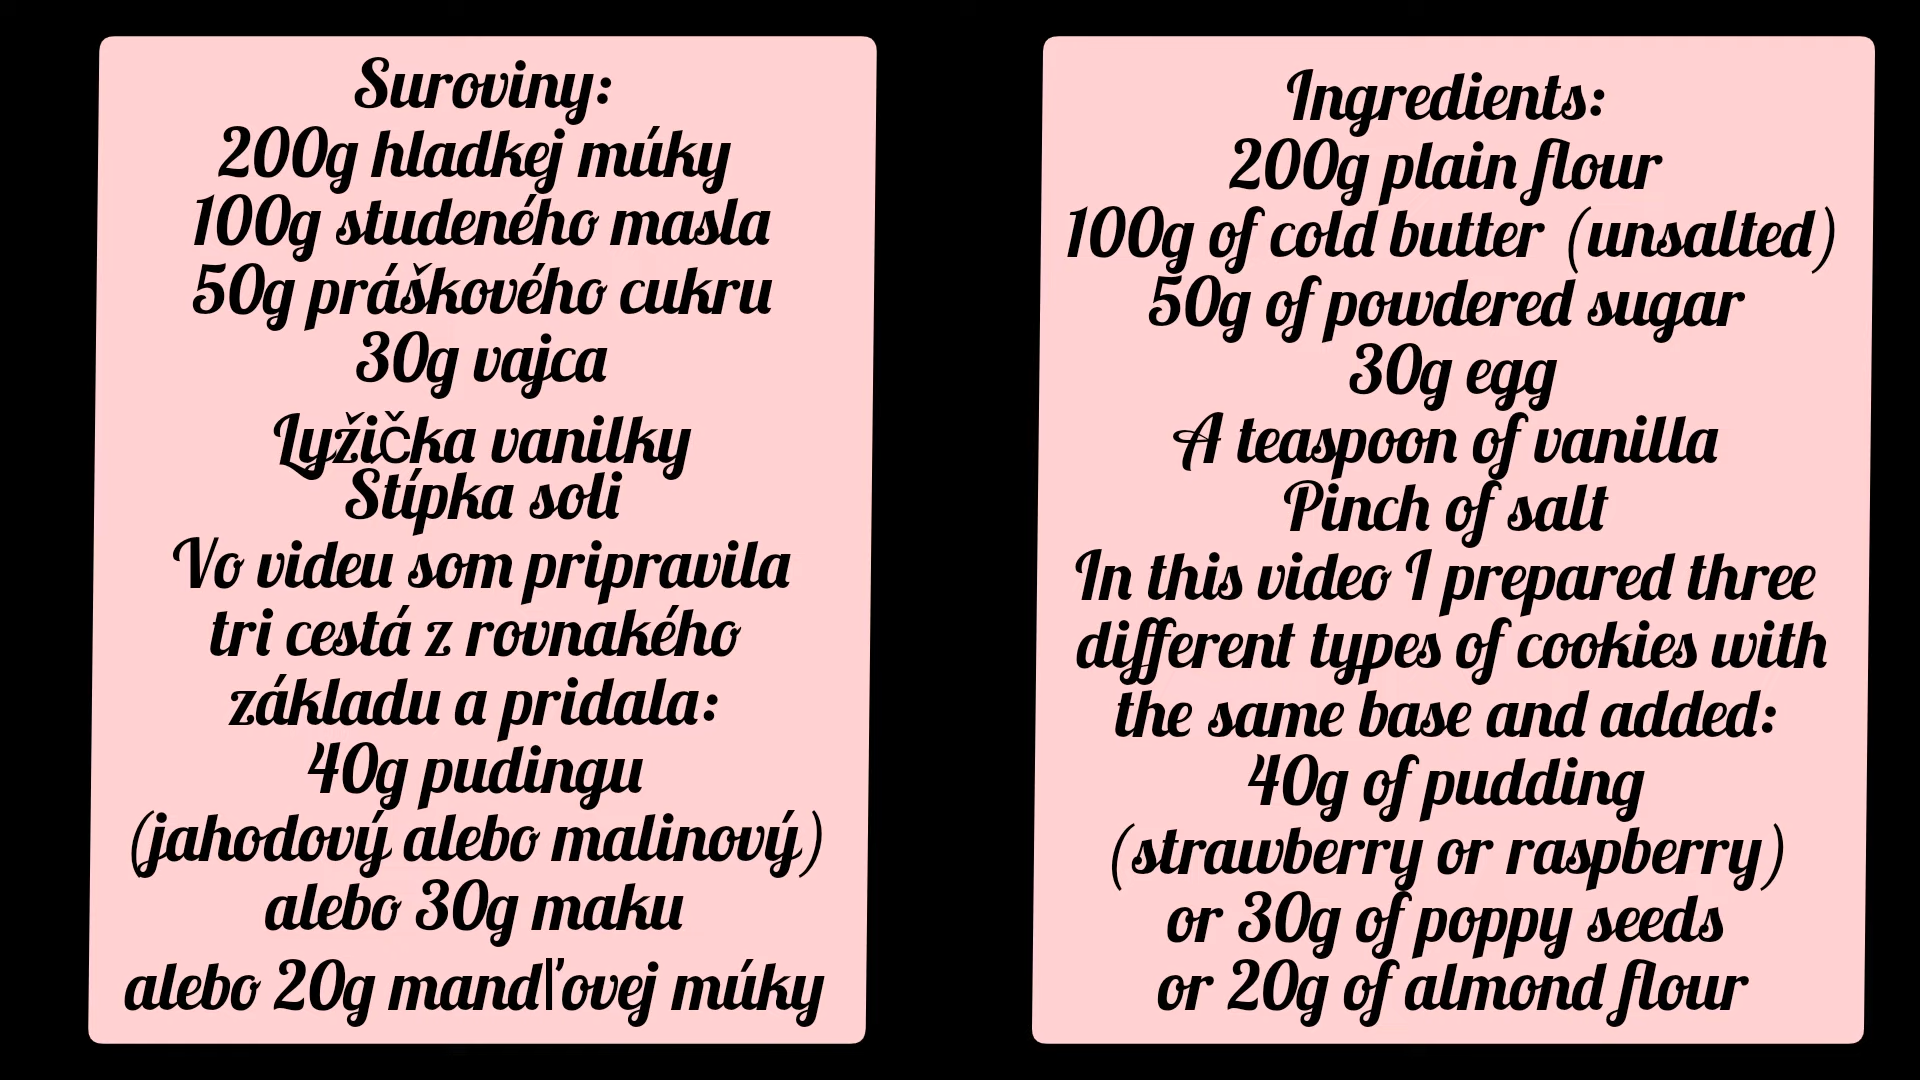 Suroviny:
200g hladkej múky
100g studeného masla
50g práškového cukru
30g vajca
Lyžička vanilky
Stípka soli
Vo videu som pripravila
tri cestá z rovnakého
základu a pridala:
40g pudingu
(jahodový alebo malinový)
alebo 30g maku
alebo 20g mandľovej múky
Ingredients:
200g plain flour
100g of cold butter (unsalted)
50g of powdered sugar
30g egg
A teaspoon of vanilla
Pinch of salt
In this video I prepared three
different types of cookies with
the same base and added:
40g of pudding
(strawberry or raspberry)
or 30g of poppy seeds
or 20g of almond flour